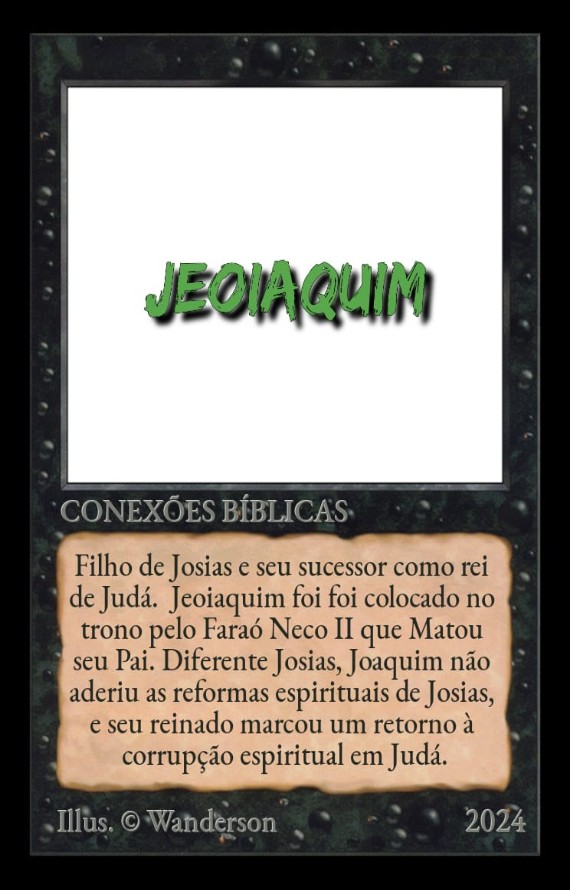 JEOIAQUIM
CONEXÕES BÍBLICAS
Filho de Josias e seu sucessor como rei
de Judá.  Jeoiaquim foi foi colocado no
trono pelo Faraó Neco II que Matou
seu Pai. Diferente Josias, Joaquim não
aderiu as reformas espirituais de Josias,
e seu reinado marcou um retorno à
corrupção espiritual em Judá.
Illus. © Wanderson 2024